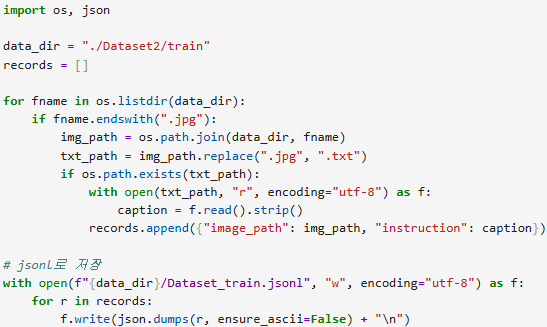 import os, json

data_dir = "./Dataset2/train"
records = []

for fname in os.listdir(data_dir):
    if fname.endswith(".jpg"):
        img_path = os.path.join(data_dir, fname)
        txt_path = img_path.replace(".jpg", ".txt")
        if os.path.exists(txt_path):
            with open(txt_path, "r", encoding="utf-8") as f:
                caption = f.read().strip()
            records.append({"image_path": img_path, "instruction": caption})

# jsonl로 저장
with open(f"{data_dir}/Dataset_train.jsonl", "w", encoding="utf-8") as f:
    for r in records:
        f.write(json.dumps(r, ensure_ascii=False) + "\n")